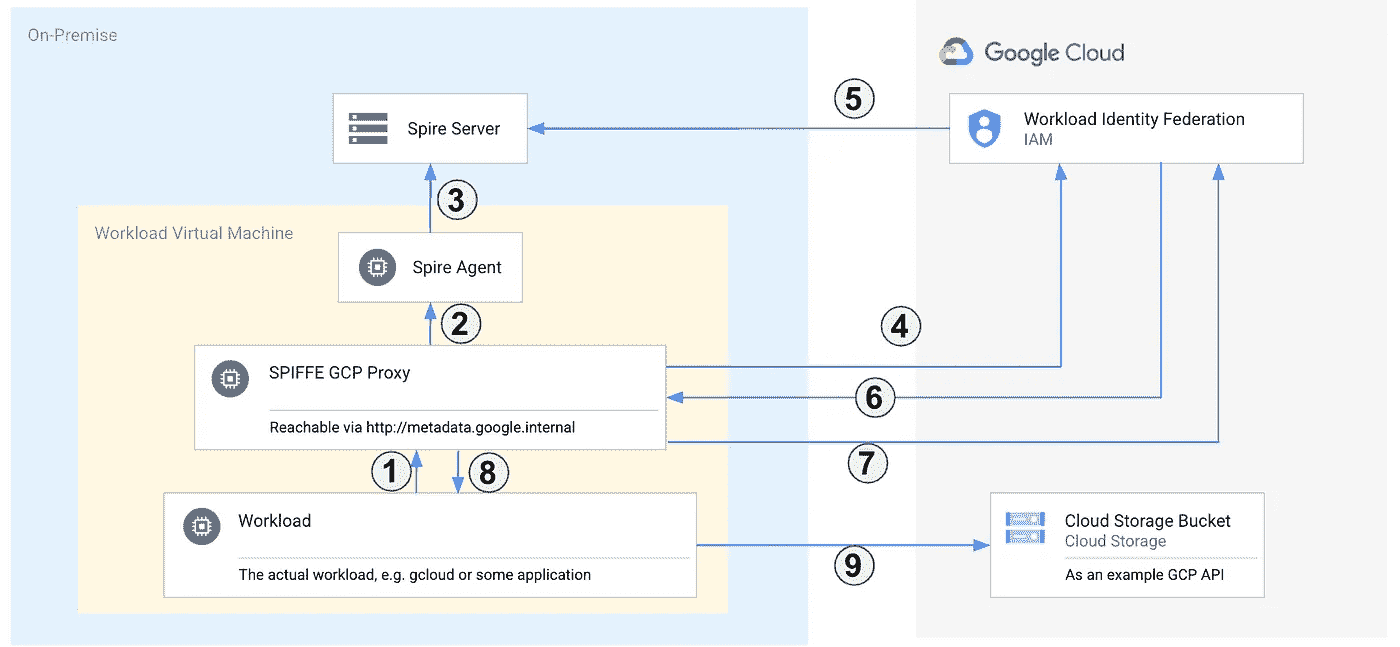 On-Premise
Google Cloud
5
Spire Server
Workload Identity Federation
IAM
3
Workload Virtual Machine
Spire Agent
2
4
SPIFFE GCP Proxy
6
Reachable via http://metadata.google.internal
7
1
8
Workload
Cloud Storage Bucket
Cloud Storage
9
The actual workload, e.g. gcloud or some application
As an example GCP API